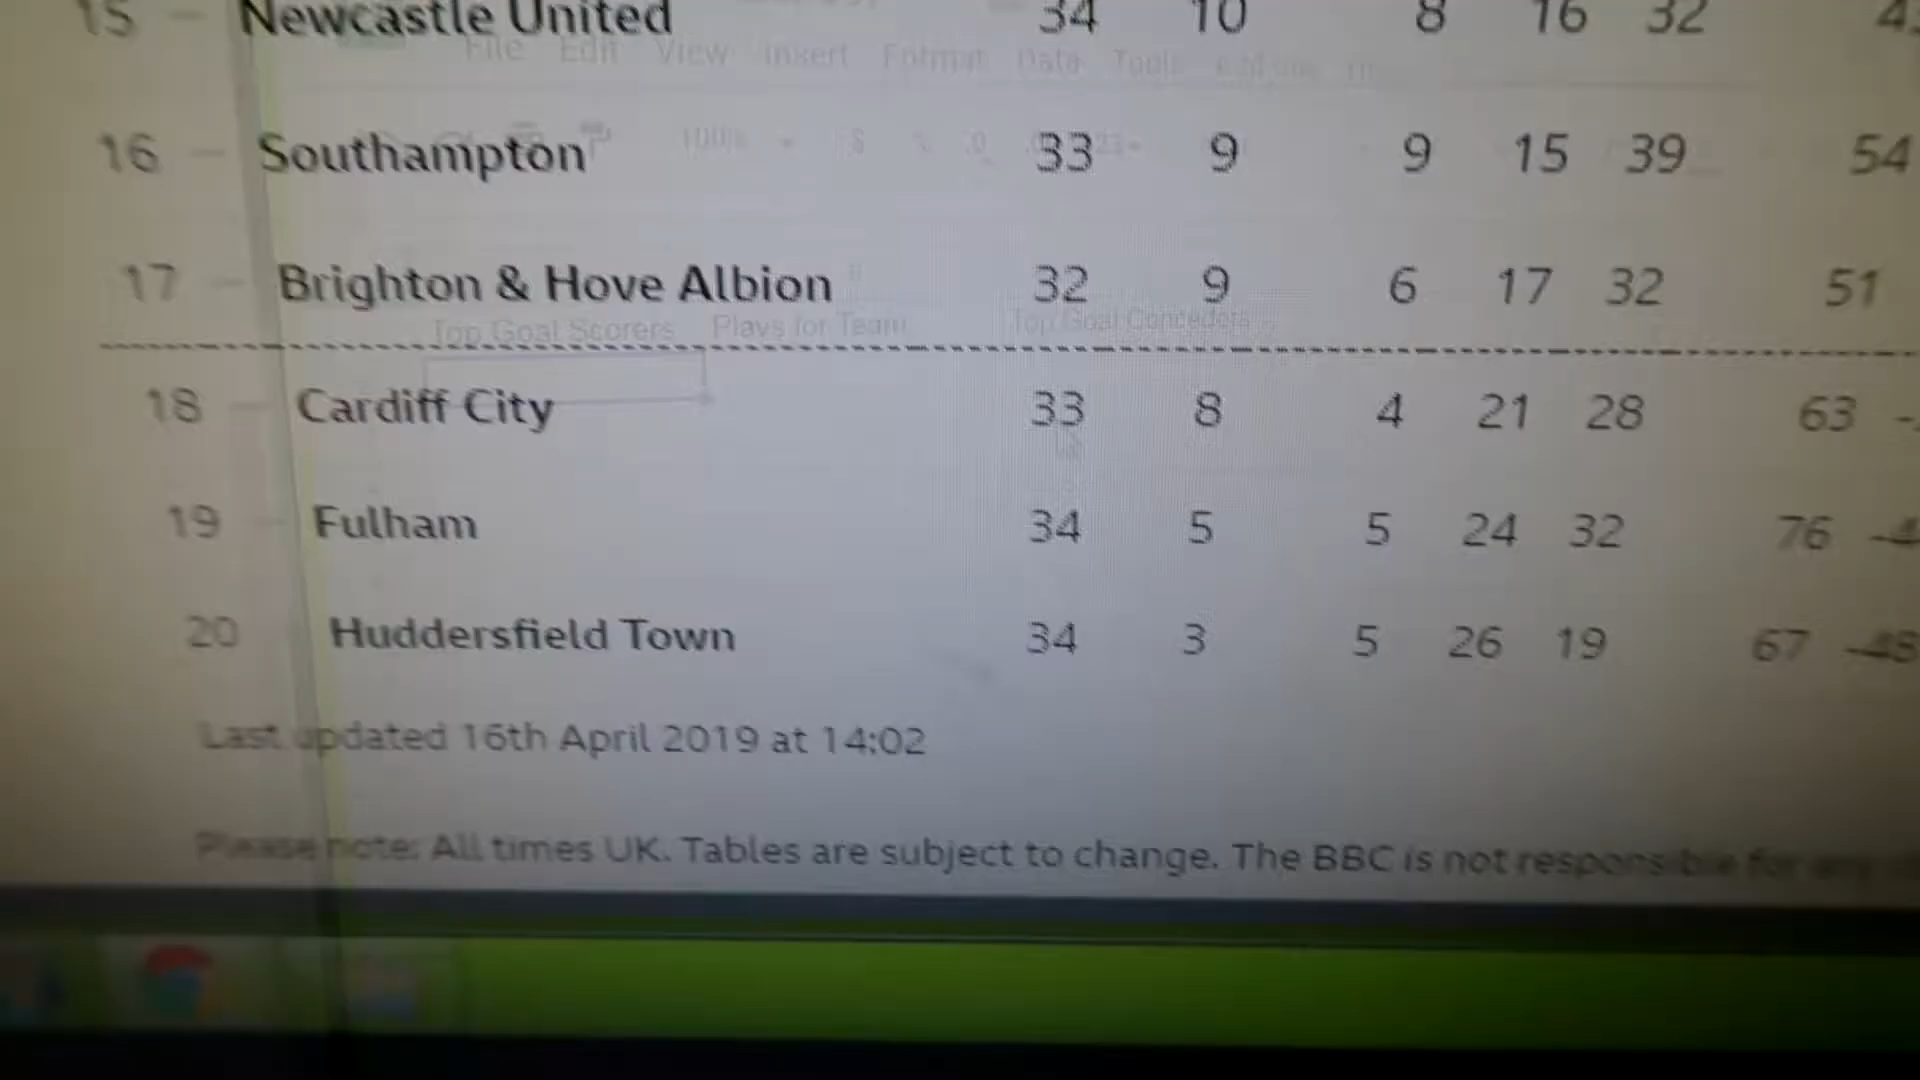 15 – Newcastle United 34 10 8 16 32
File Edit View Insert Format Data Tools
16 – Southampton 33 9 9 15 39 54
100% $ % .0
17 – Brighton & Hove Albion 32 9 6 17 32 51
Top Goal Scorers Plays for Team Top Goal Conceders
18 – Cardiff City 33 8 4 21 28 63
19 – Fulham 34 5 5 24 32 76
20 Huddersfield Town 34 3 5 26 19 67 -48
Last updated 16th April 2019 at 14:02
Please note: All times UK. Tables are subject to change. The BBC is not responsible for any